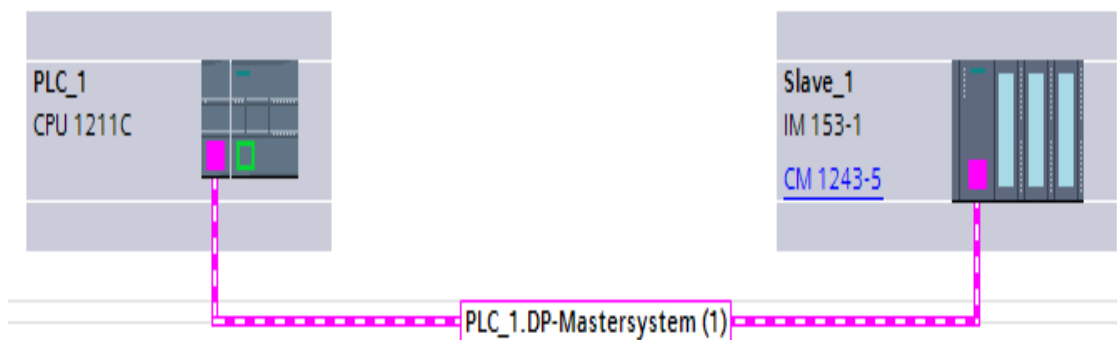 PLC_1
CPU 1211C
Slave_1
IM 153-1
CM 1243-5
PLC_1.DP-Mastersystem (1)